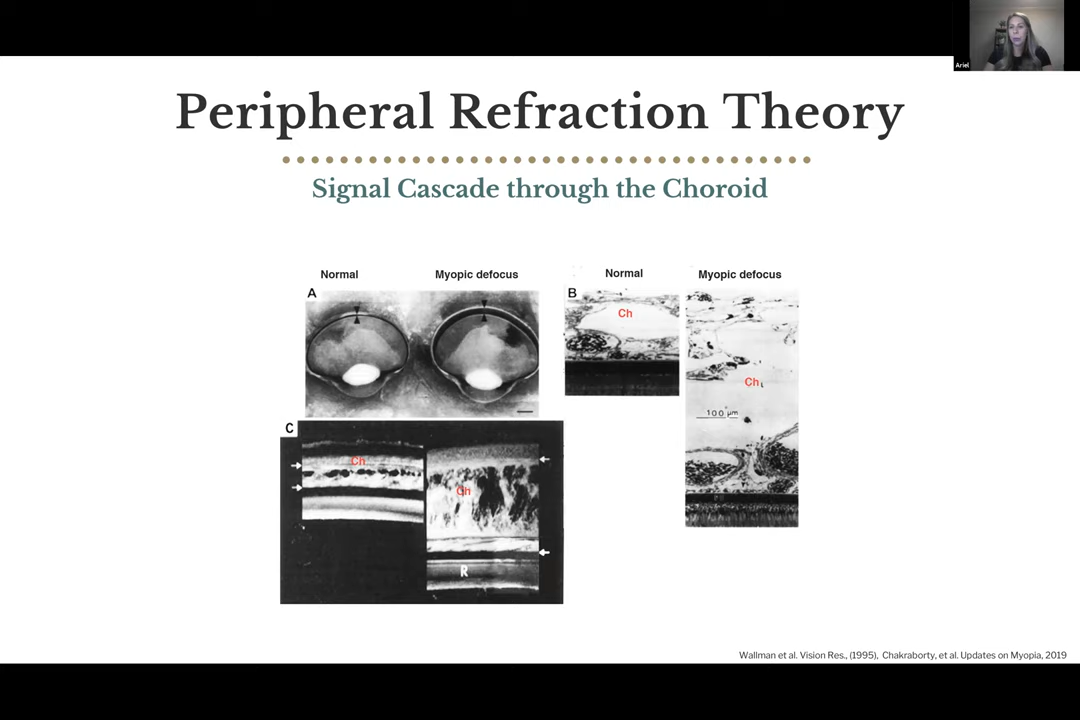 Ariel
Peripheral Refraction Theory
Signal Cascade through the Choroid
Normal
Myopic defocus
A
Normal
Myopic defocus
B
Ch
Ch
100 µm
C
Ch
Ch
R
Wallman et al. Vision Res., (1995), Chakraborty, et al. Updates on Myopia, 2019